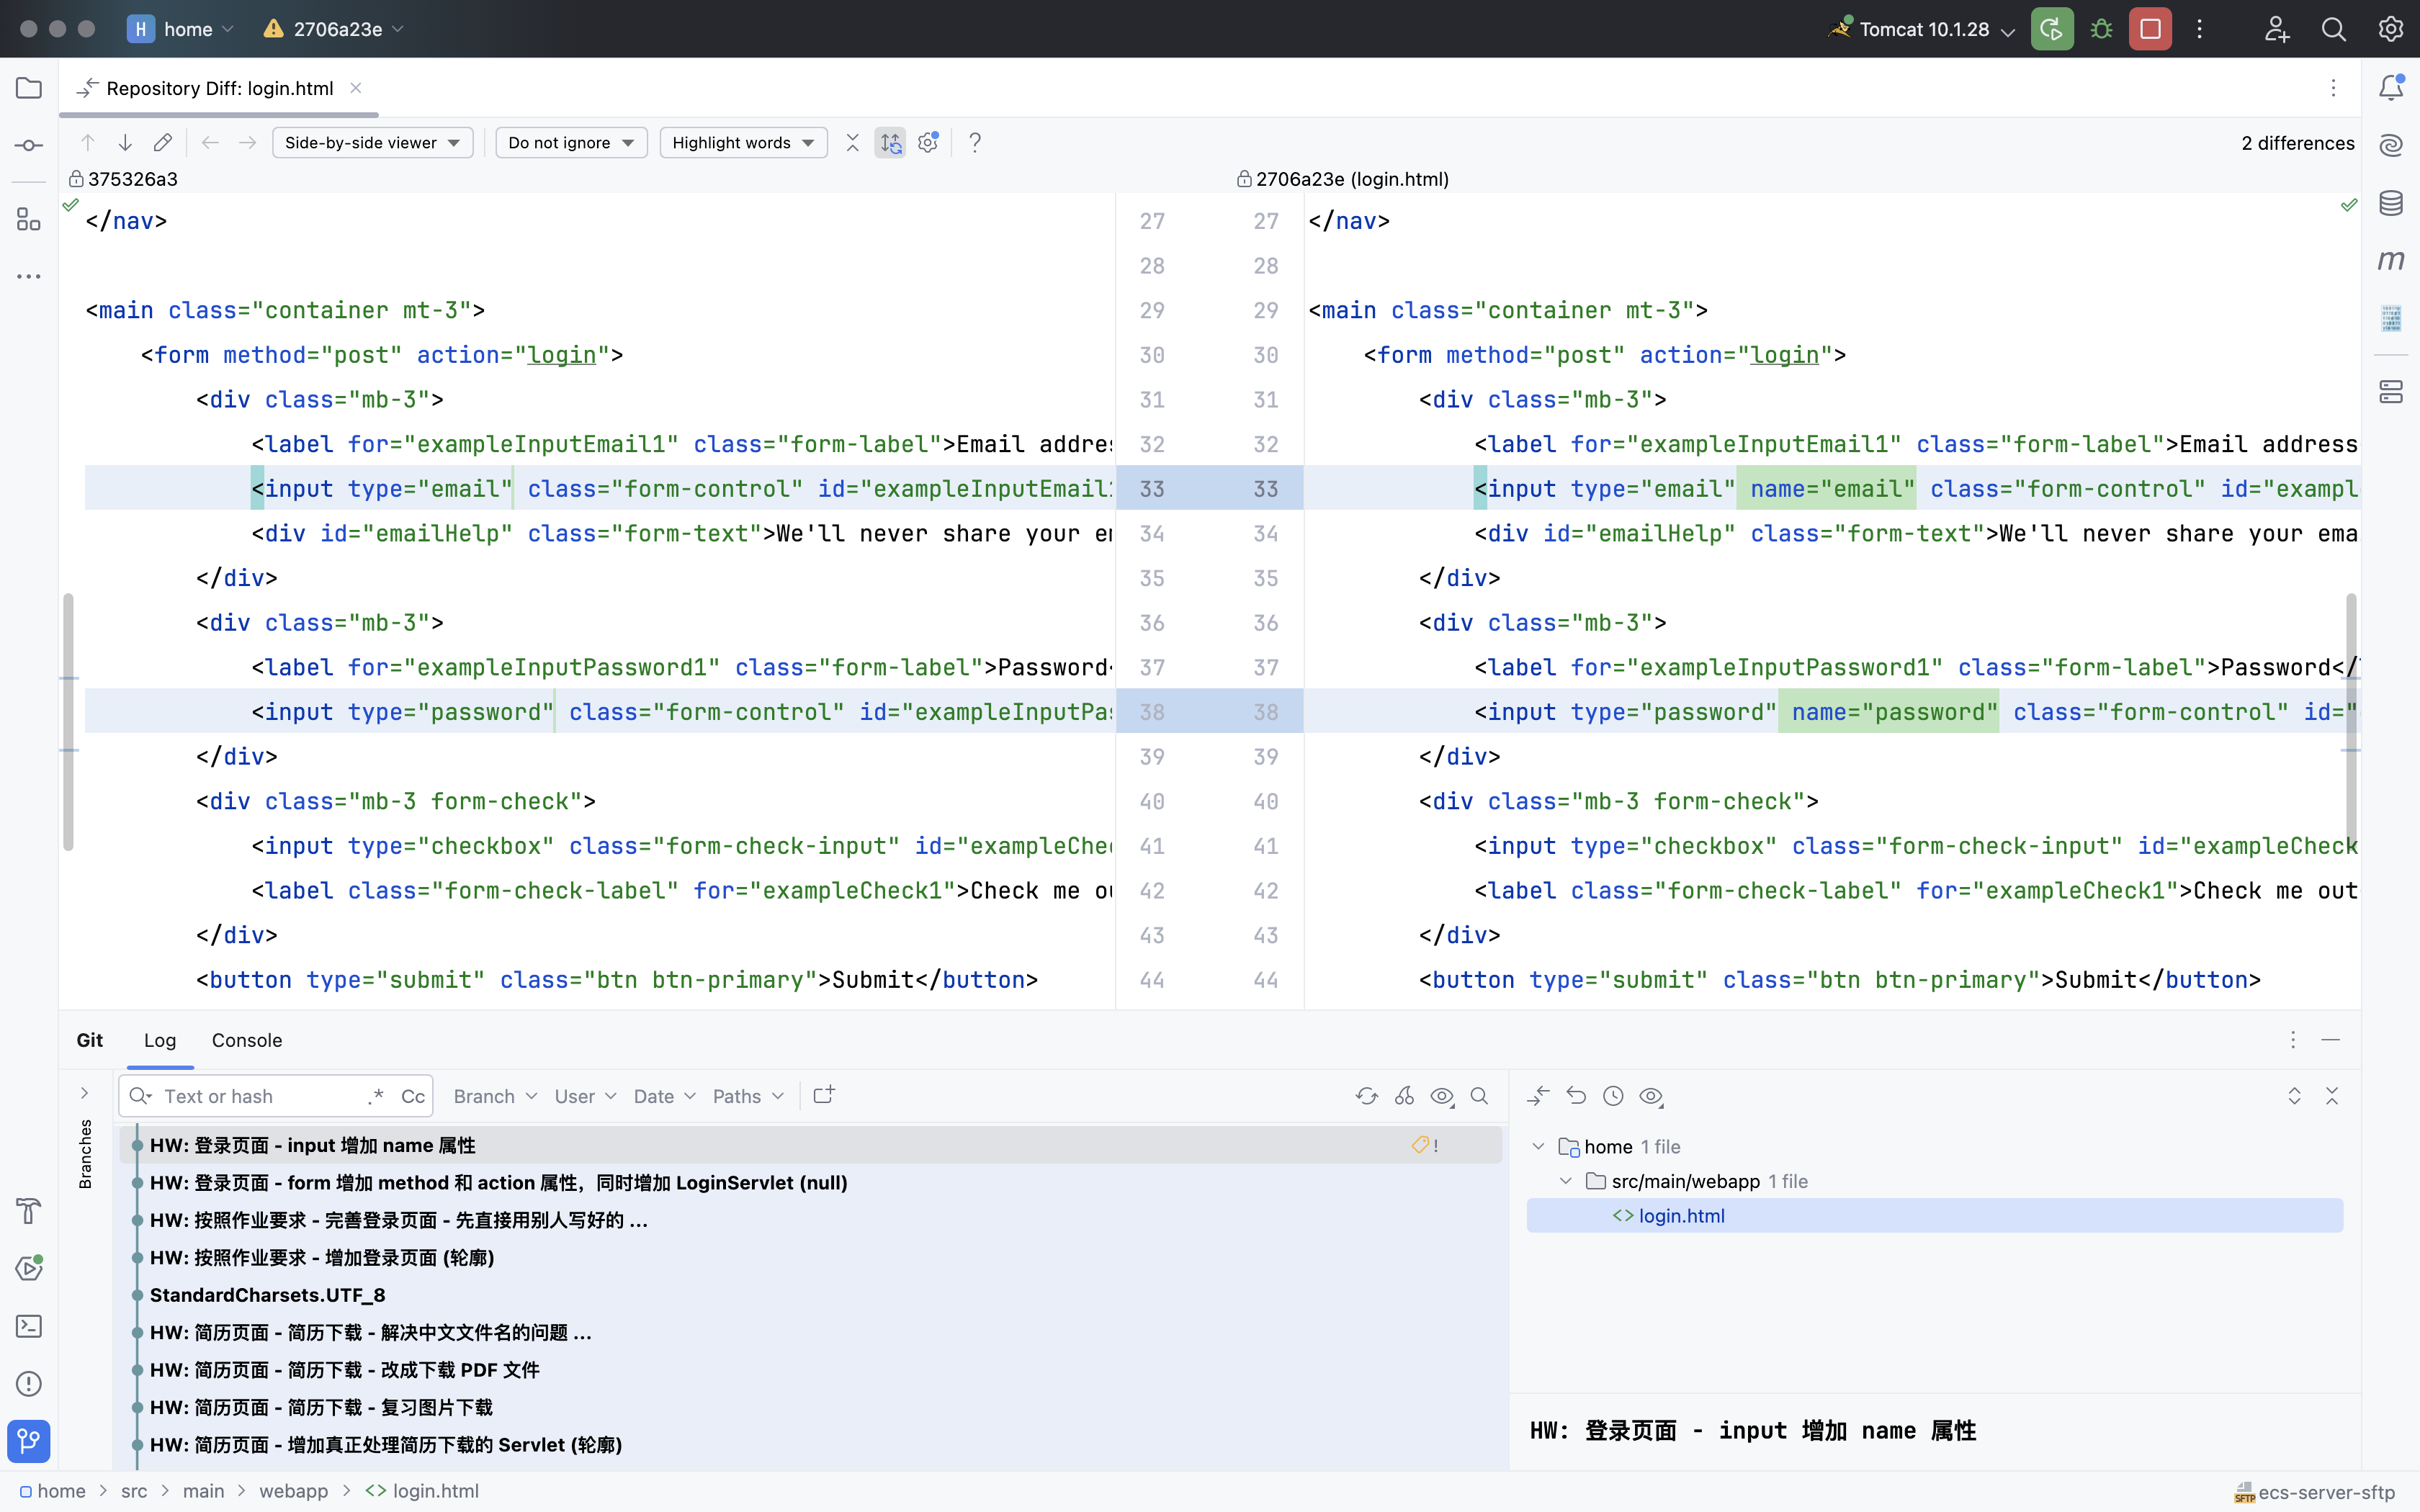 H home 2706a23e Tomcat 10.1.28
Repository Diff: login.html
Side-by-side viewer Do not ignore Highlight words ? 2 differences
375326a3 2706a23e (login.html)
</nav> 27 27 </nav>
28 28
<main class="container mt-3"> 29 29 <main class="container mt-3">
<form method="post" action="login"> 30 30 <form method="post" action="login">
<div class="mb-3"> 31 31 <div class="mb-3">
<label for="exampleInputEmail1" class="form-label">Email addre 32 32 <label for="exampleInputEmail1" class="form-label">Email address
<input type="email" class="form-control" id="exampleInputEmail1 33 33 <input type="email" name="email" class="form-control" id="exampl
<div id="emailHelp" class="form-text">We'll never share your e 34 34 <div id="emailHelp" class="form-text">We'll never share your ema
</div> 35 35 </div>
<div class="mb-3"> 36 36 <div class="mb-3">
<label for="exampleInputPassword1" class="form-label">Password< 37 37 <label for="exampleInputPassword1" class="form-label">Password</
<input type="password" class="form-control" id="exampleInputPas 38 38 <input type="password" name="password" class="form-control" id="
</div> 39 39 </div>
<div class="mb-3 form-check"> 40 40 <div class="mb-3 form-check">
<input type="checkbox" class="form-check-input" id="exampleChec 41 41 <input type="checkbox" class="form-check-input" id="exampleCheck
<label class="form-check-label" for="exampleCheck1">Check me ou 42 42 <label class="form-check-label" for="exampleCheck1">Check me out
</div> 43 43 </div>
<button type="submit" class="btn btn-primary">Submit</button> 44 44 <button type="submit" class="btn btn-primary">Submit</button>
Git Log Console
Text or hash .* Cc Branch User Date Paths
Branches
HW: 登录页面 - input 增加 name 属性 !
HW: 登录页面 - form 增加 method 和 action 属性，同时增加 LoginServlet (null)
HW: 按照作业要求 - 完善登录页面 - 先直接用别人写好的 ...
HW: 按照作业要求 - 增加登录页面 (轮廓)
StandardCharsets.UTF_8
HW: 简历页面 - 简历下载 - 解决中文文件名的问题 ...
HW: 简历页面 - 简历下载 - 改成下载 PDF 文件
HW: 简历页面 - 简历下载 - 复习图片下载
HW: 简历页面 - 增加真正处理简历下载的 Servlet (轮廓)
home 1 file
src/main/webapp 1 file
login.html
HW: 登录页面 - input 增加 name 属性
home > src > main > webapp > login.html
SFTP ecs-server-sftp